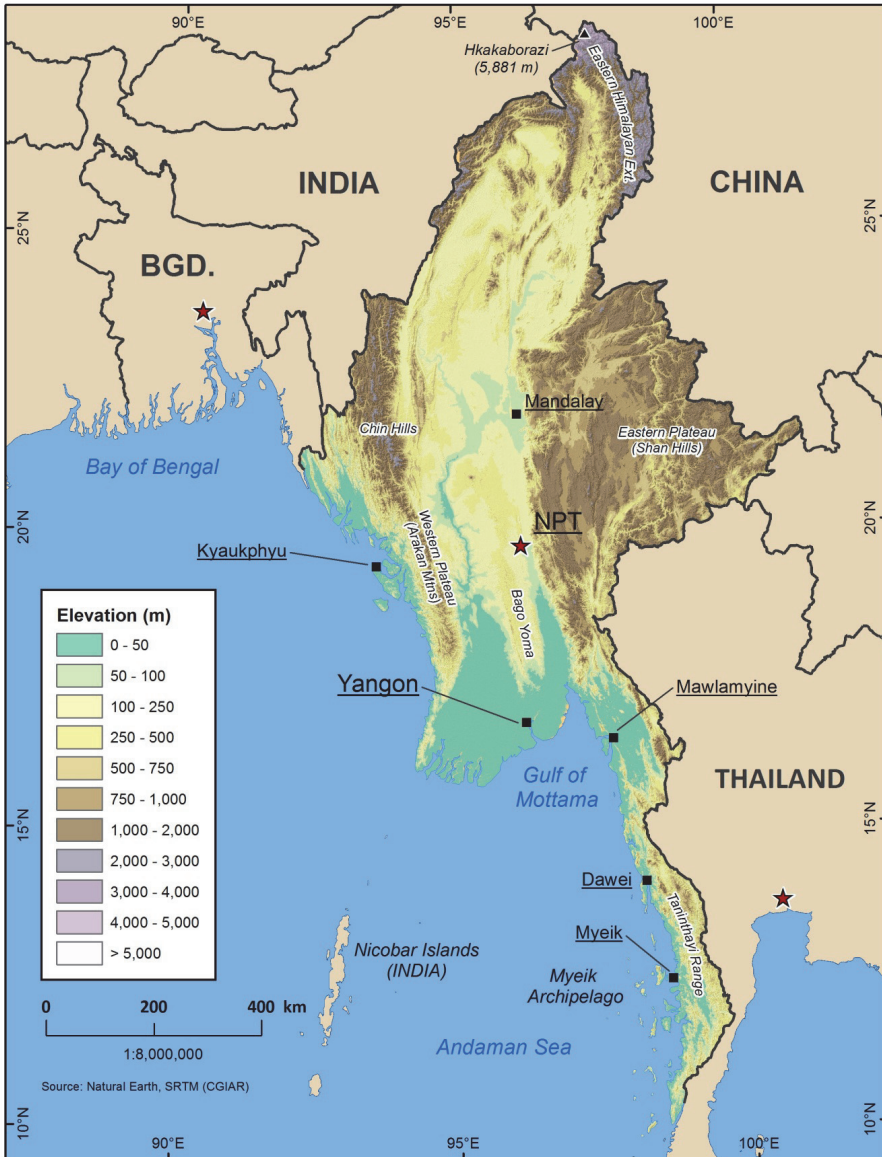 90°E
95°E
100°E
Hkakaborazi
(5,881 m)
Eastern Himalayan Ext.
INDIA
CHINA
25°N
25°N
BGD.
Mandalay
Chin Hills
Eastern Plateau
(Shan Hills)
Bay of Bengal
20°N
20°N
NPT
Western Plateau
(Arakan Mtns)
Kyaukphyu
Bago Yoma
Elevation (m)
0 - 50
50 - 100
100 - 250
250 - 500
500 - 750
750 - 1,000
1,000 - 2,000
2,000 - 3,000
3,000 - 4,000
4,000 - 5,000
> 5,000
Yangon
Mawlamyine
Gulf of
Mottama
THAILAND
15°N
15°N
Dawei
Taninthayi Range
Myeik
Nicobar Islands
(INDIA)
Myeik
Archipelago
0 200 400 km
1:8,000,000
Andaman Sea
Source: Natural Earth, SRTM (CGIAR)
10°N
10°N
90°E
95°E
100°E